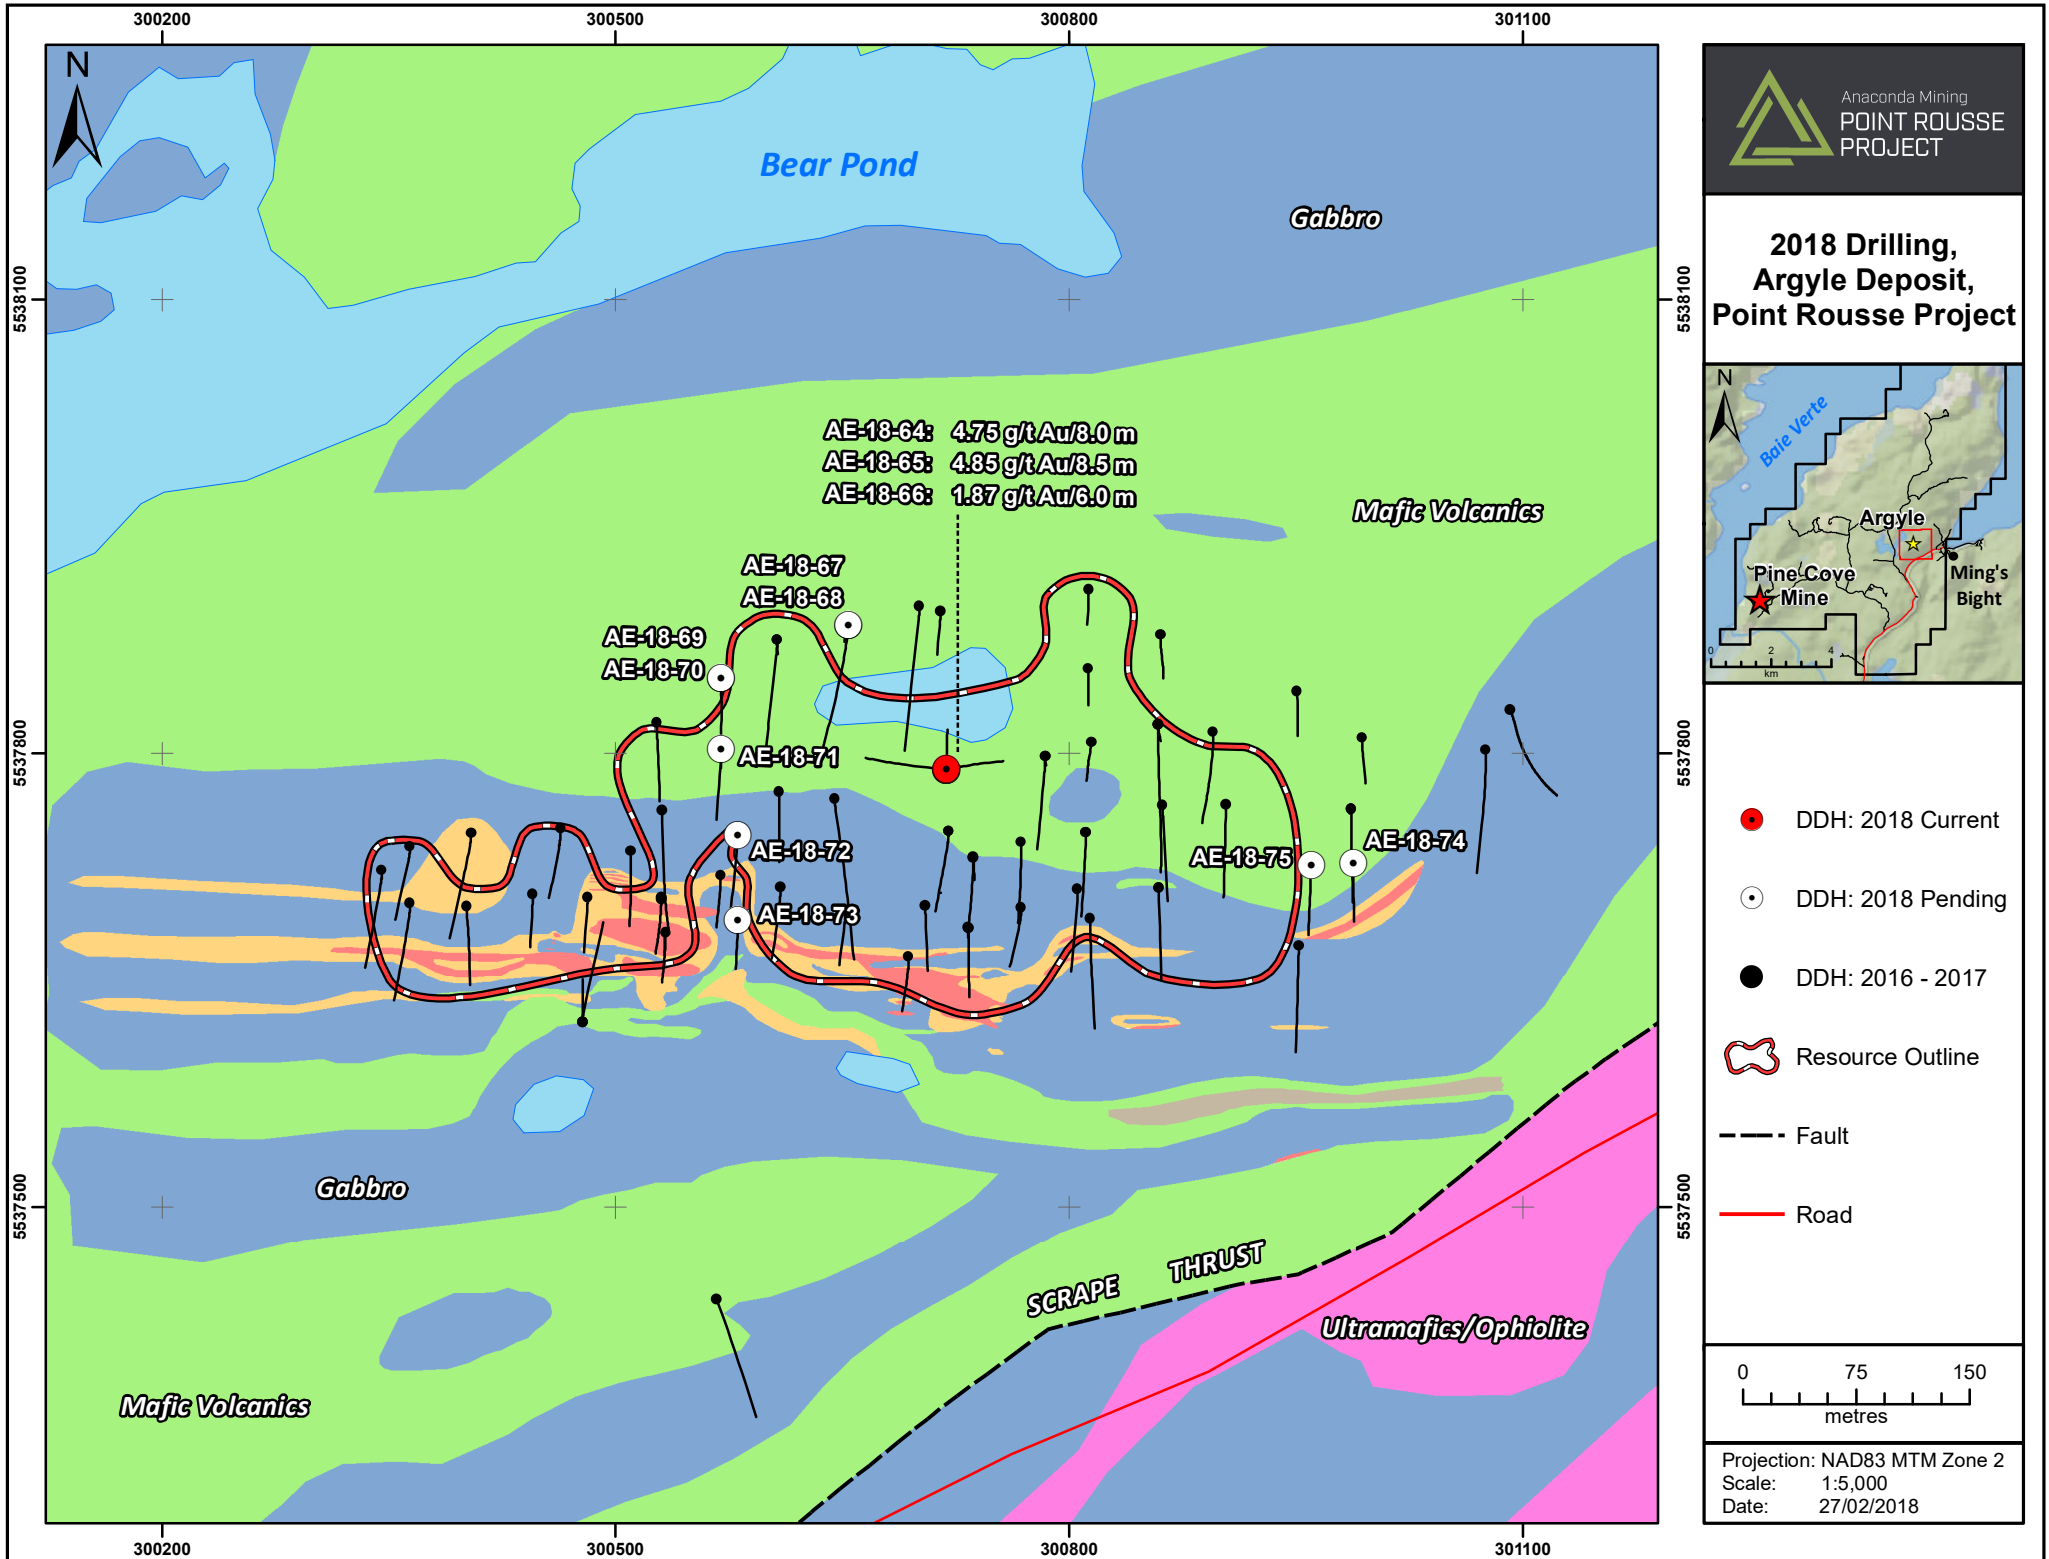 300200
300500
300800
301100
N
Bear Pond
Gabbro
5538100
5538100
AE-18-64: 4.75 g/t Au/8.0 m
AE-18-65: 4.85 g/t Au/8.5 m
AE-18-66: 1.87 g/t Au/6.0 m
Mafic Volcanics
AE-18-67
AE-18-68
AE-18-69
AE-18-70
5537800
5537800
AE-18-71
AE-18-72
AE-18-73
AE-18-75
AE-18-74
Gabbro
5537500
5537500
SCRAPE THRUST
Ultramafics/Ophiolite
Mafic Volcanics
300200
300500
300800
301100
Anaconda Mining
POINT ROUSSE
PROJECT
2018 Drilling,
Argyle Deposit,
Point Rousse Project
N
Baie Verte
Argyle
Pine Cove
Mine
Ming's
Bight
0 2 4
km
DDH: 2018 Current
DDH: 2018 Pending
DDH: 2016 - 2017
Resource Outline
Fault
Road
0 75 150
metres
Projection: NAD83 MTM Zone 2
Scale: 1:5,000
Date: 27/02/2018